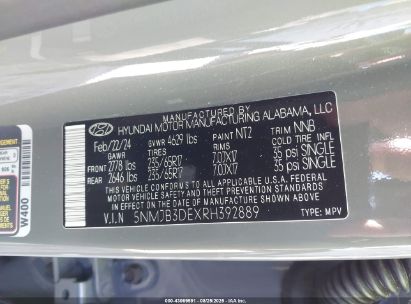 MANUFACTURED BY
HYUNDAI MOTOR MANUFACTURING ALABAMA, LLC
Feb/22/24 GVWR 4629 lbs PAINT NT2 TRIM NNB
GAWR TIRES RIMS COLD TIRE INFL
FRONT 2778 lbs 235/65R17 7.0JX17 35 psi SINGLE
REAR 2646 lbs 235/65R17 7.0JX17 35 psi SINGLE
THIS VEHICLE CONFORMS TO ALL APPLICABLE U.S.A. FEDERAL
MOTOR VEHICLE SAFETY AND THEFT PREVENTION STANDARDS IN
EFFECT ON THE DATE OF MANUFACTURE SHOWN ABOVE.
V.I.N 5NMJB3DEXRH392889 TYPE: MPV
W400